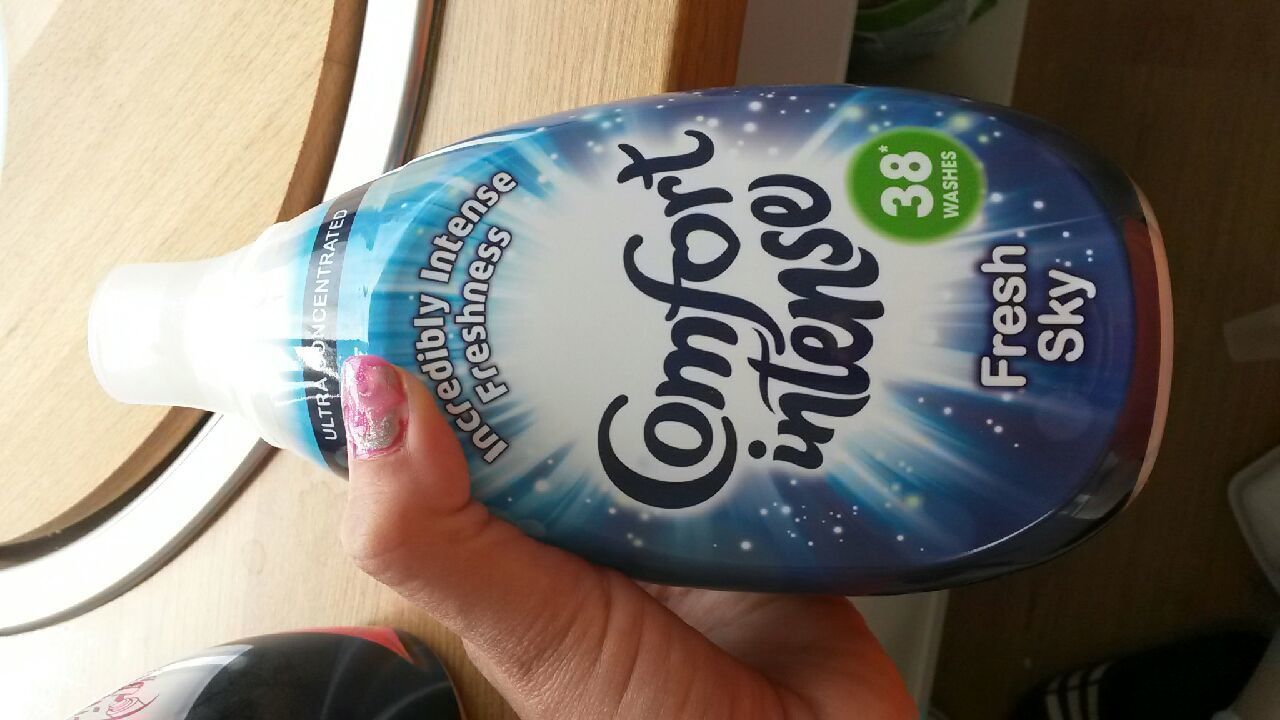 ULTRA CONCENTRATED
Incredibly Intense
Freshness
Comfort
intense
38*
WASHES
Fresh
Sky